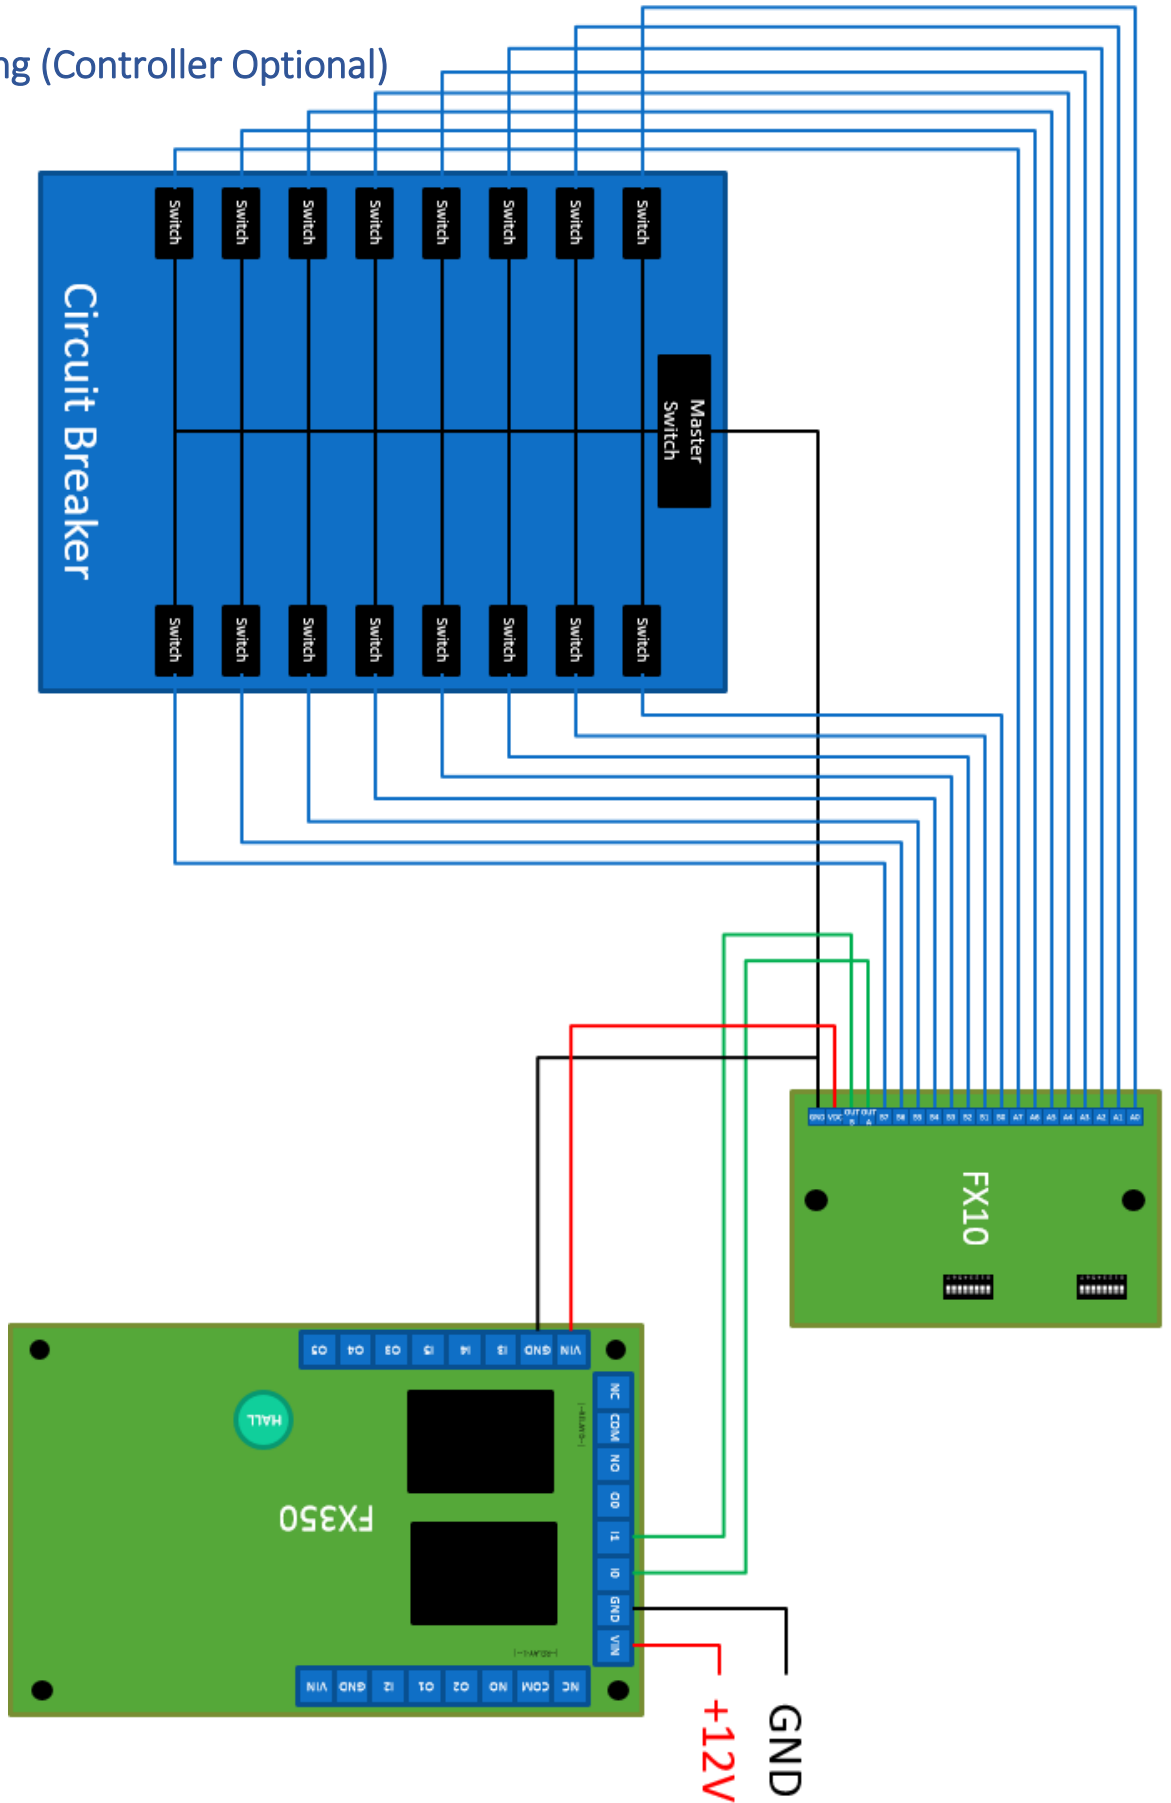 ng (Controller Optional)
Switch
Switch
Switch
Switch
Switch
Switch
Switch
Switch
Master
Switch
Circuit Breaker
Switch
Switch
Switch
Switch
Switch
Switch
Switch
Switch
GND
VDC
OUT
B
OUT
A
B7
B6
B5
B4
B3
B2
B1
B0
A7
A6
A5
A4
A3
A2
A1
A0
FX10
O5
O4
O3
I5
I4
I3
GND
VIN
NC
COM
NO
O0
I1
I0
GND
VIN
HALL
FX350
VIN
GND
I2
O1
O2
NO
COM
NC
GND
+12V